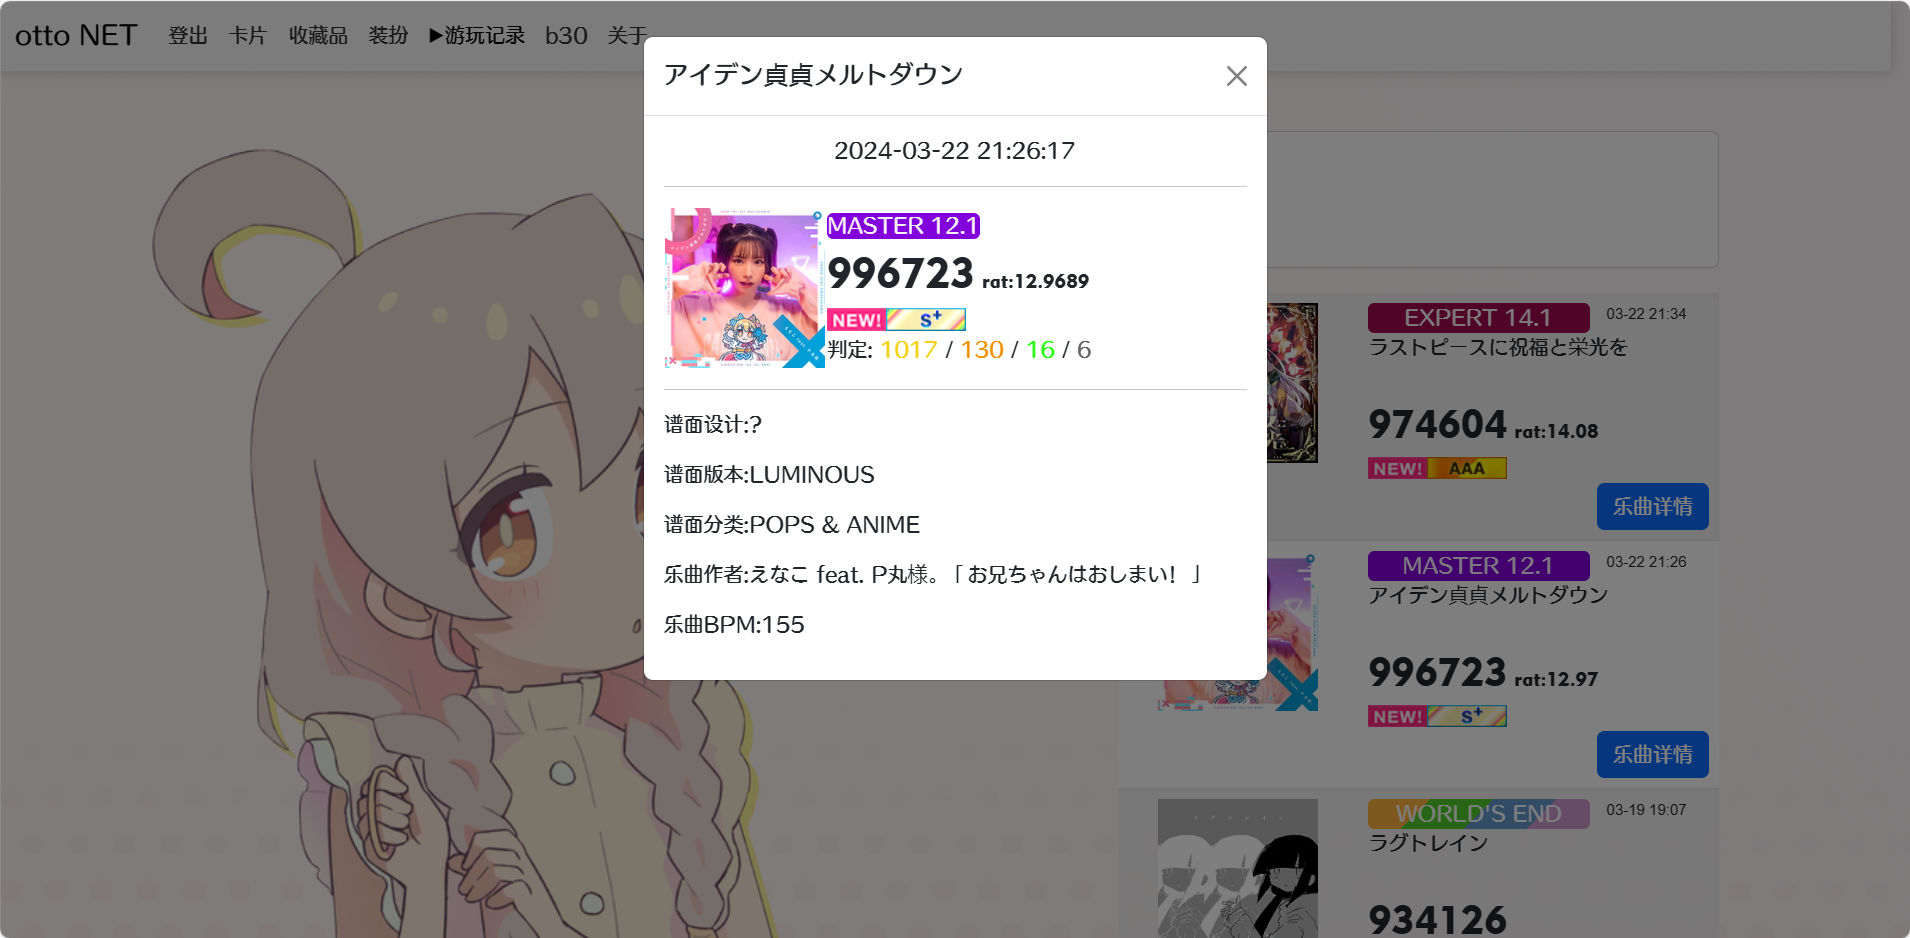 otto NET 登出 卡片 收藏品 装扮 ▶游玩记录 b30 关于
アイデン貞貞メルトダウン
2024-03-22 21:26:17
MASTER 12.1
996723 rat:12.9689
NEW! S+
判定: 1017 / 130 / 16 / 6
谱面设计:?
谱面版本:LUMINOUS
谱面分类:POPS & ANIME
乐曲作者:えなこ feat. P丸様。「お兄ちゃんはおしまい！」
乐曲BPM:155
EXPERT 14.1 03-22 21:34
ラストピースに祝福と栄光を
974604 rat:14.08
NEW! AAA
乐曲详情
MASTER 12.1 03-22 21:26
アイデン貞貞メルトダウン
996723 rat:12.97
NEW! S+
乐曲详情
WORLD'S END 03-19 19:07
ラグトレイン
934126